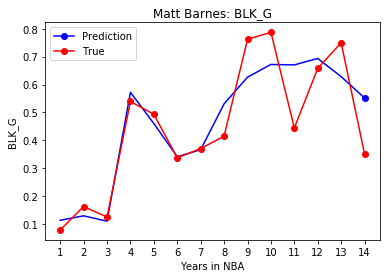 Matt Barnes: BLK_G
Prediction
True
0.8
0.7
0.6
0.5
0.4
0.3
0.2
0.1
BLK_G
1 2 3 4 5 6 7 8 9 10 11 12 13 14
Years in NBA